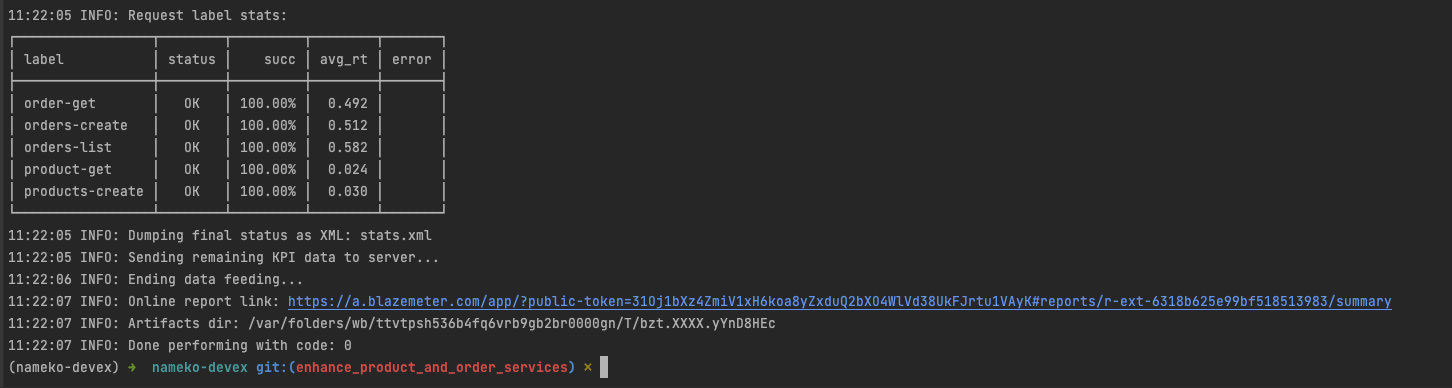 11:22:05 INFO: Request label stats:
label status succ avg_rt error
order-get OK 100.00% 0.492
orders-create OK 100.00% 0.512
orders-list OK 100.00% 0.582
product-get OK 100.00% 0.024
products-create OK 100.00% 0.030
11:22:05 INFO: Dumping final status as XML: stats.xml
11:22:05 INFO: Sending remaining KPI data to server...
11:22:06 INFO: Ending data feeding...
11:22:07 INFO: Online report link: https://a.blazemeter.com/app/?public-token=31Oj1bXz4ZmiV1xH6koa8yZxduQ2bXO4WlVd38UkFJrtu1VAyK#reports/r-ext-6318b625e99bf518513983/summary
11:22:07 INFO: Artifacts dir: /var/folders/wb/ttvtpsh536b4fq6vrb9gb2br0000gn/T/bzt.XXXX.yYnD8HEc
11:22:07 INFO: Done performing with code: 0
(nameko-devex) → nameko-devex git:(enhance_product_and_order_services) ×